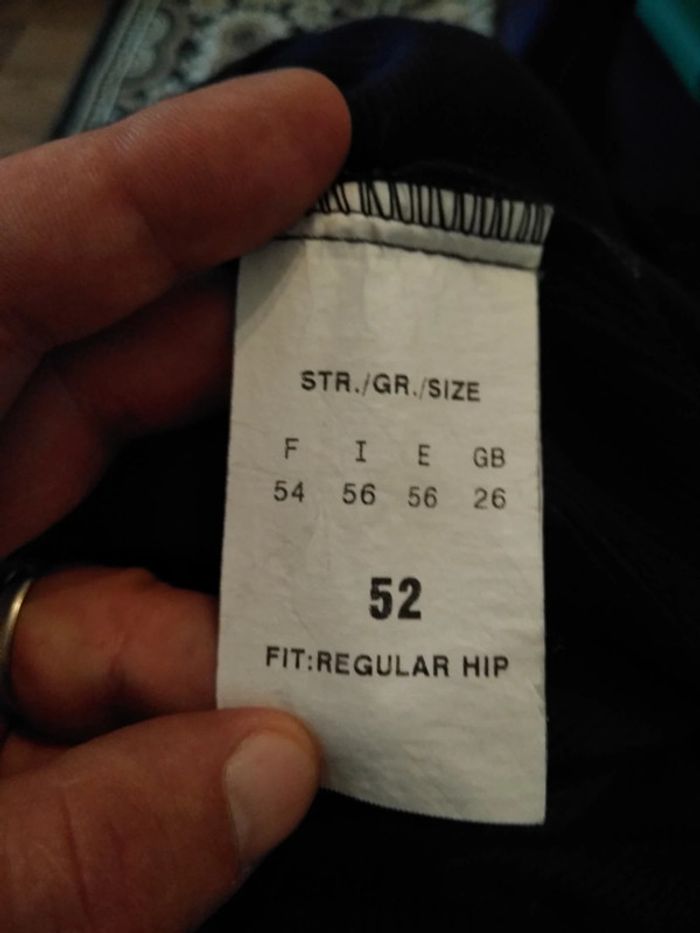 STR./GR./SIZE
F I E GB
54 56 56 26
52
FIT:REGULAR HIP